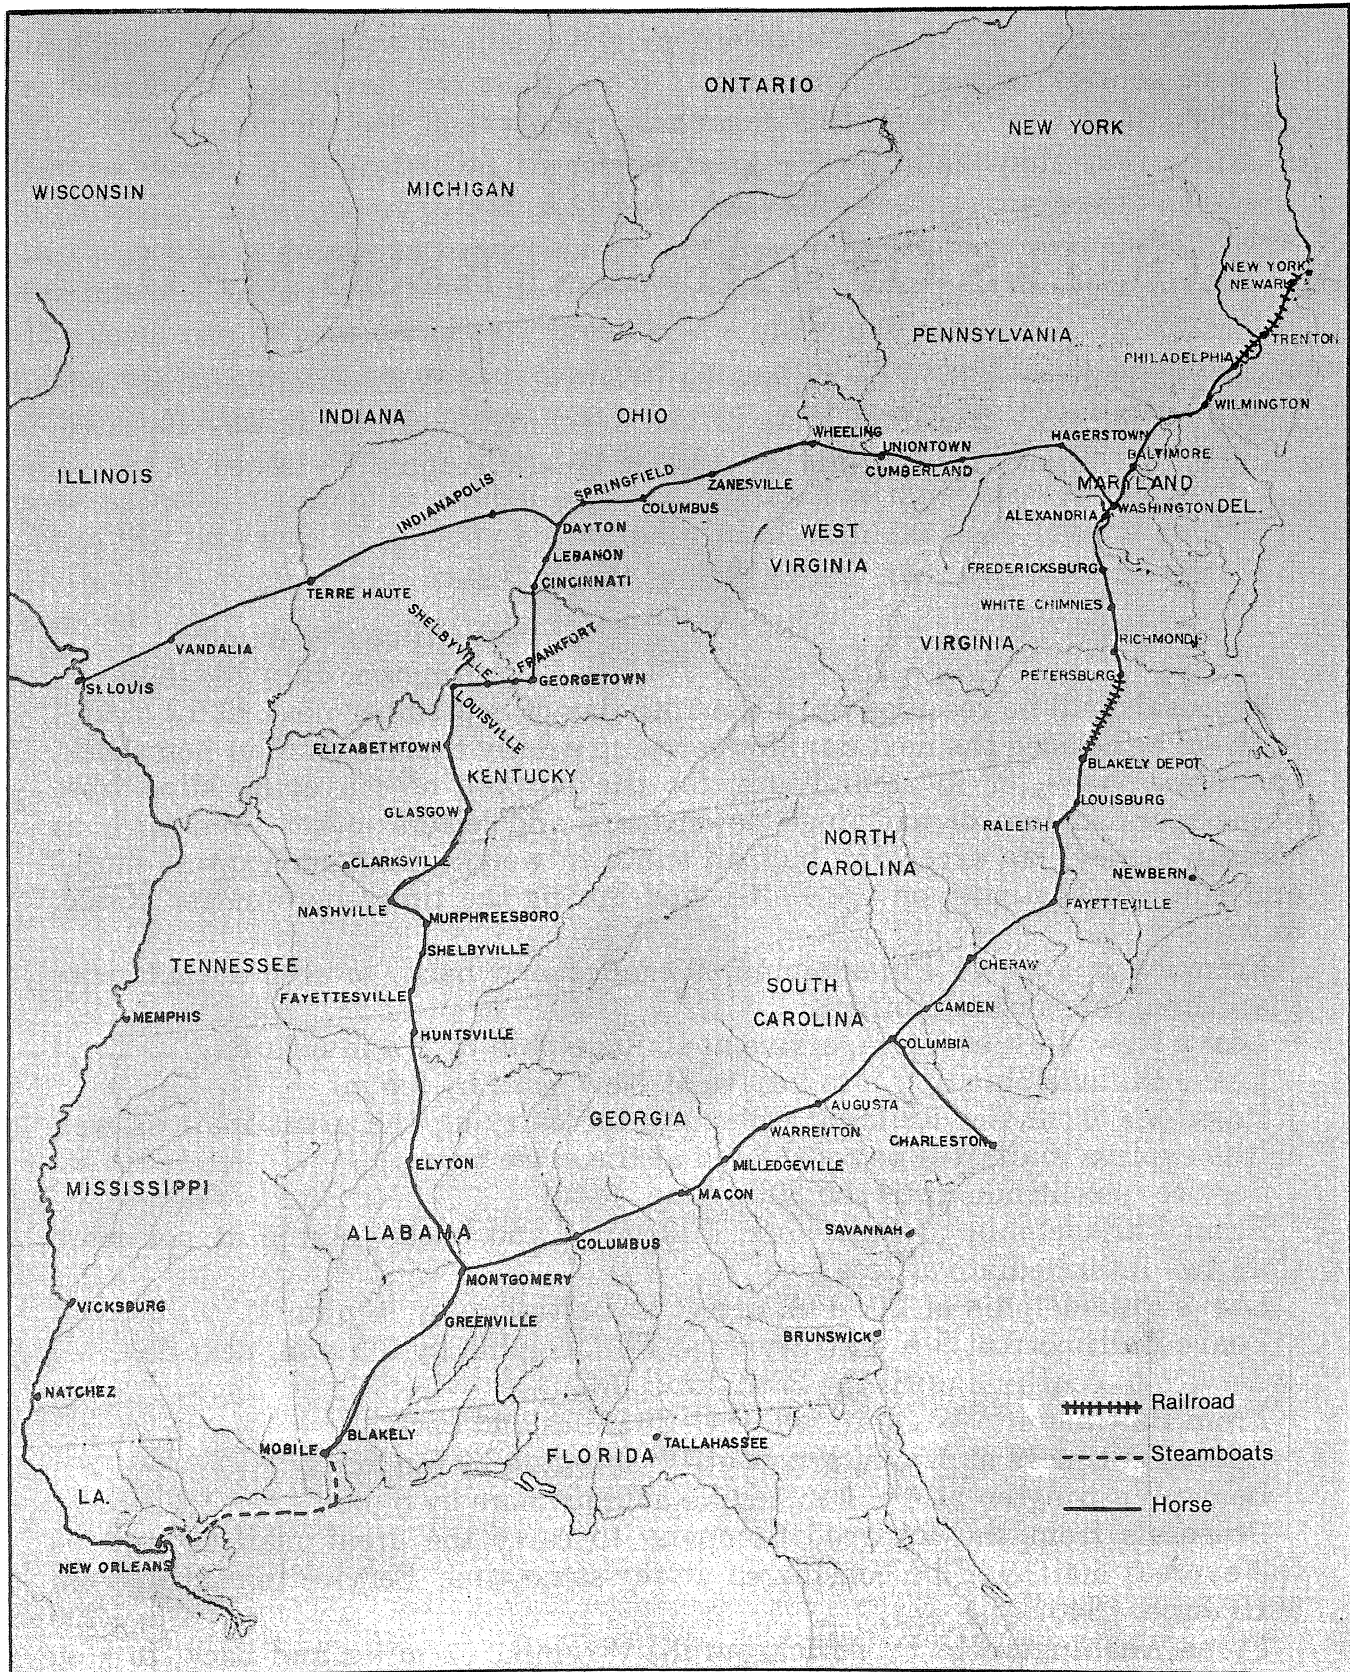 ONTARIO
NEW YORK
WISCONSIN
MICHIGAN
NEW YORK
NEWARK
PENNSYLVANIA
TRENTON
PHILADELPHIA
INDIANA
OHIO
WILMINGTON
WHEELING
UNIONTOWN
HAGERSTOWN
BALTIMORE
CUMBERLAND
ILLINOIS
SPRINGFIELD
ZANESVILLE
MARYLAND
INDIANAPOLIS
COLUMBUS
WASHINGTON
DEL.
ALEXANDRIA
DAYTON
WEST
VIRGINIA
LEBANON
FREDERICKSBURG
CINCINNATI
TERRE HAUTE
WHITE CHIMNIES
SHELBYVILLE
FRANKFORT
VIRGINIA
RICHMOND
VANDALIA
PETERSBURG
ST. LOUIS
GEORGETOWN
LOUISVILLE
ELIZABETHTOWN
KENTUCKY
BLAKELY DEPOT
LOUISBURG
GLASGOW
RALEISH
NORTH
CAROLINA
CLARKSVILLE
NEWBERN
NASHVILLE
MURPHREESBORO
FAYETTEVILLE
SHELBYVILLE
TENNESSEE
CHERAW
FAYETTESVILLE
SOUTH
CAROLINA
CAMDEN
MEMPHIS
HUNTSVILLE
COLUMBIA
AUGUSTA
GEORGIA
WARRENTON
CHARLESTON
ELYTON
MILLEDGEVILLE
MISSISSIPPI
MACON
ALABAMA
SAVANNAH
COLUMBUS
MONTGOMERY
VICKSBURG
GREENVILLE
BRUNSWICK
NATCHEZ
Railroad
BLAKELY
MOBILE
FLORIDA
TALLAHASSEE
Steamboats
LA.
Horse
NEW ORLEANS